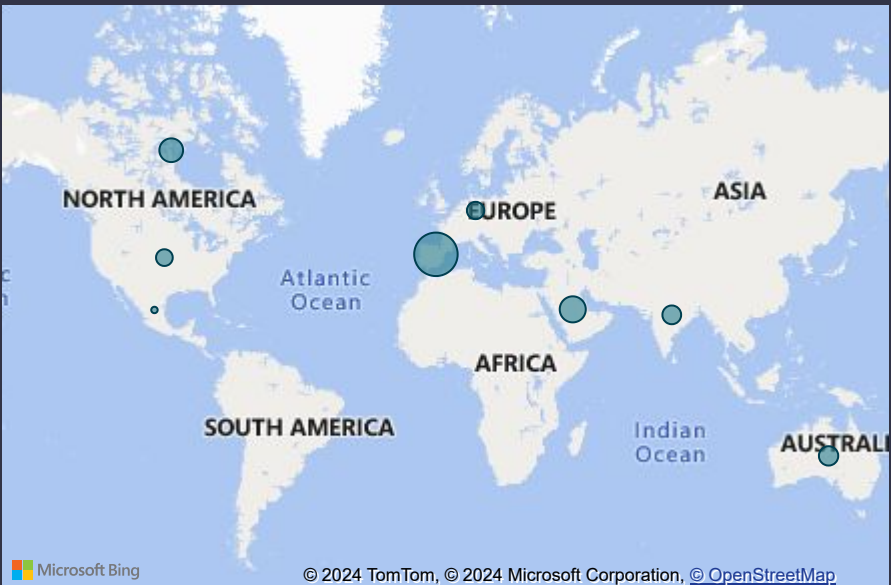 NORTH AMERICA
EUROPE
ASIA
Atlantic
Ocean
AFRICA
SOUTH AMERICA
Indian
Ocean
AUSTRALI
Microsoft Bing
© 2024 TomTom, © 2024 Microsoft Corporation, © OpenStreetMap